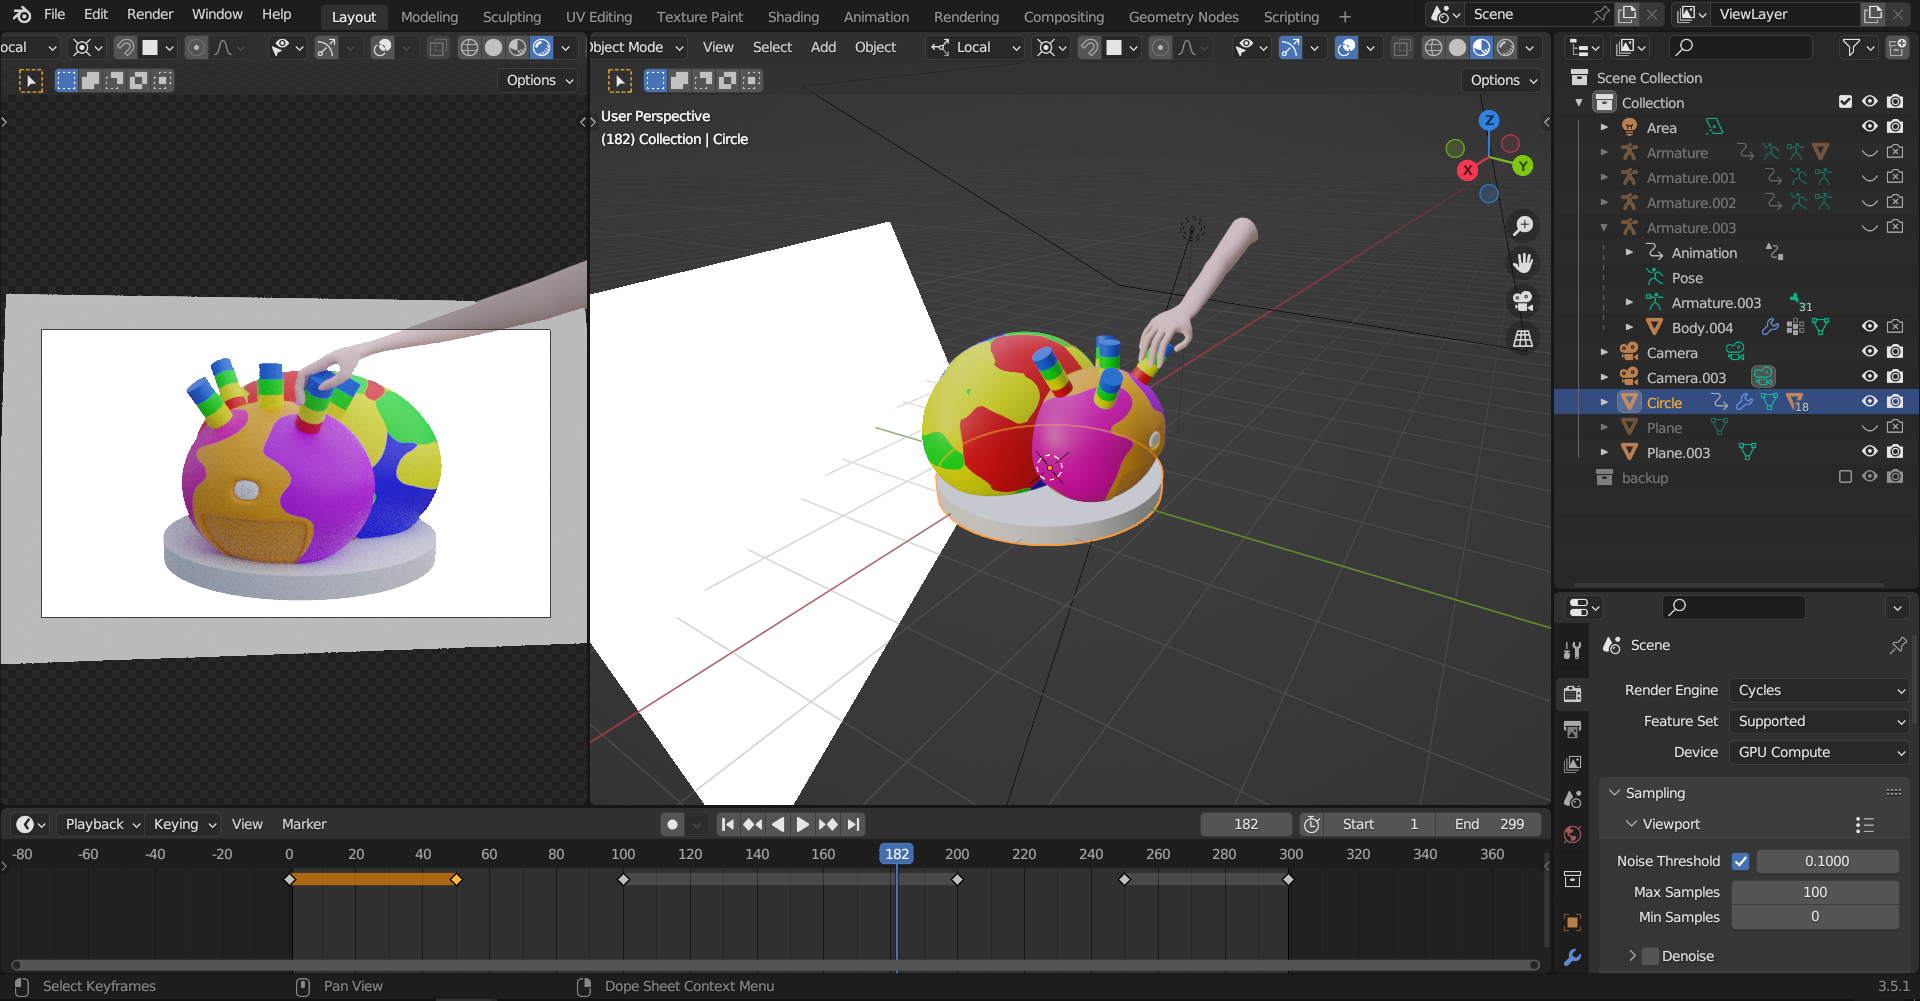 File Edit Render Window Help Layout Modeling Sculpting UV Editing Texture Paint Shading Animation Rendering Compositing Geometry Nodes Scripting + Scene ViewLayer
ocal
bject Mode View Select Add Object Local
Options
Options
User Perspective
(182) Collection | Circle
Z
Y
X
Scene Collection
Collection
Area
Armature
Armature.001
Armature.002
Armature.003
Animation
Pose
Armature.003 31
Body.004
Camera
Camera.003
Circle 18
Plane
Plane.003
backup
Scene
Render Engine Cycles
Feature Set Supported
Device GPU Compute
Sampling
Viewport
Noise Threshold 0.1000
Max Samples 100
Min Samples 0
Denoise
Playback Keying View Marker 182 Start 1 End 299
-80 -60 -40 -20 0 20 40 60 80 100 120 140 160 182 200 220 240 260 280 300 320 340 360
Select Keyframes Pan View Dope Sheet Context Menu 3.5.1